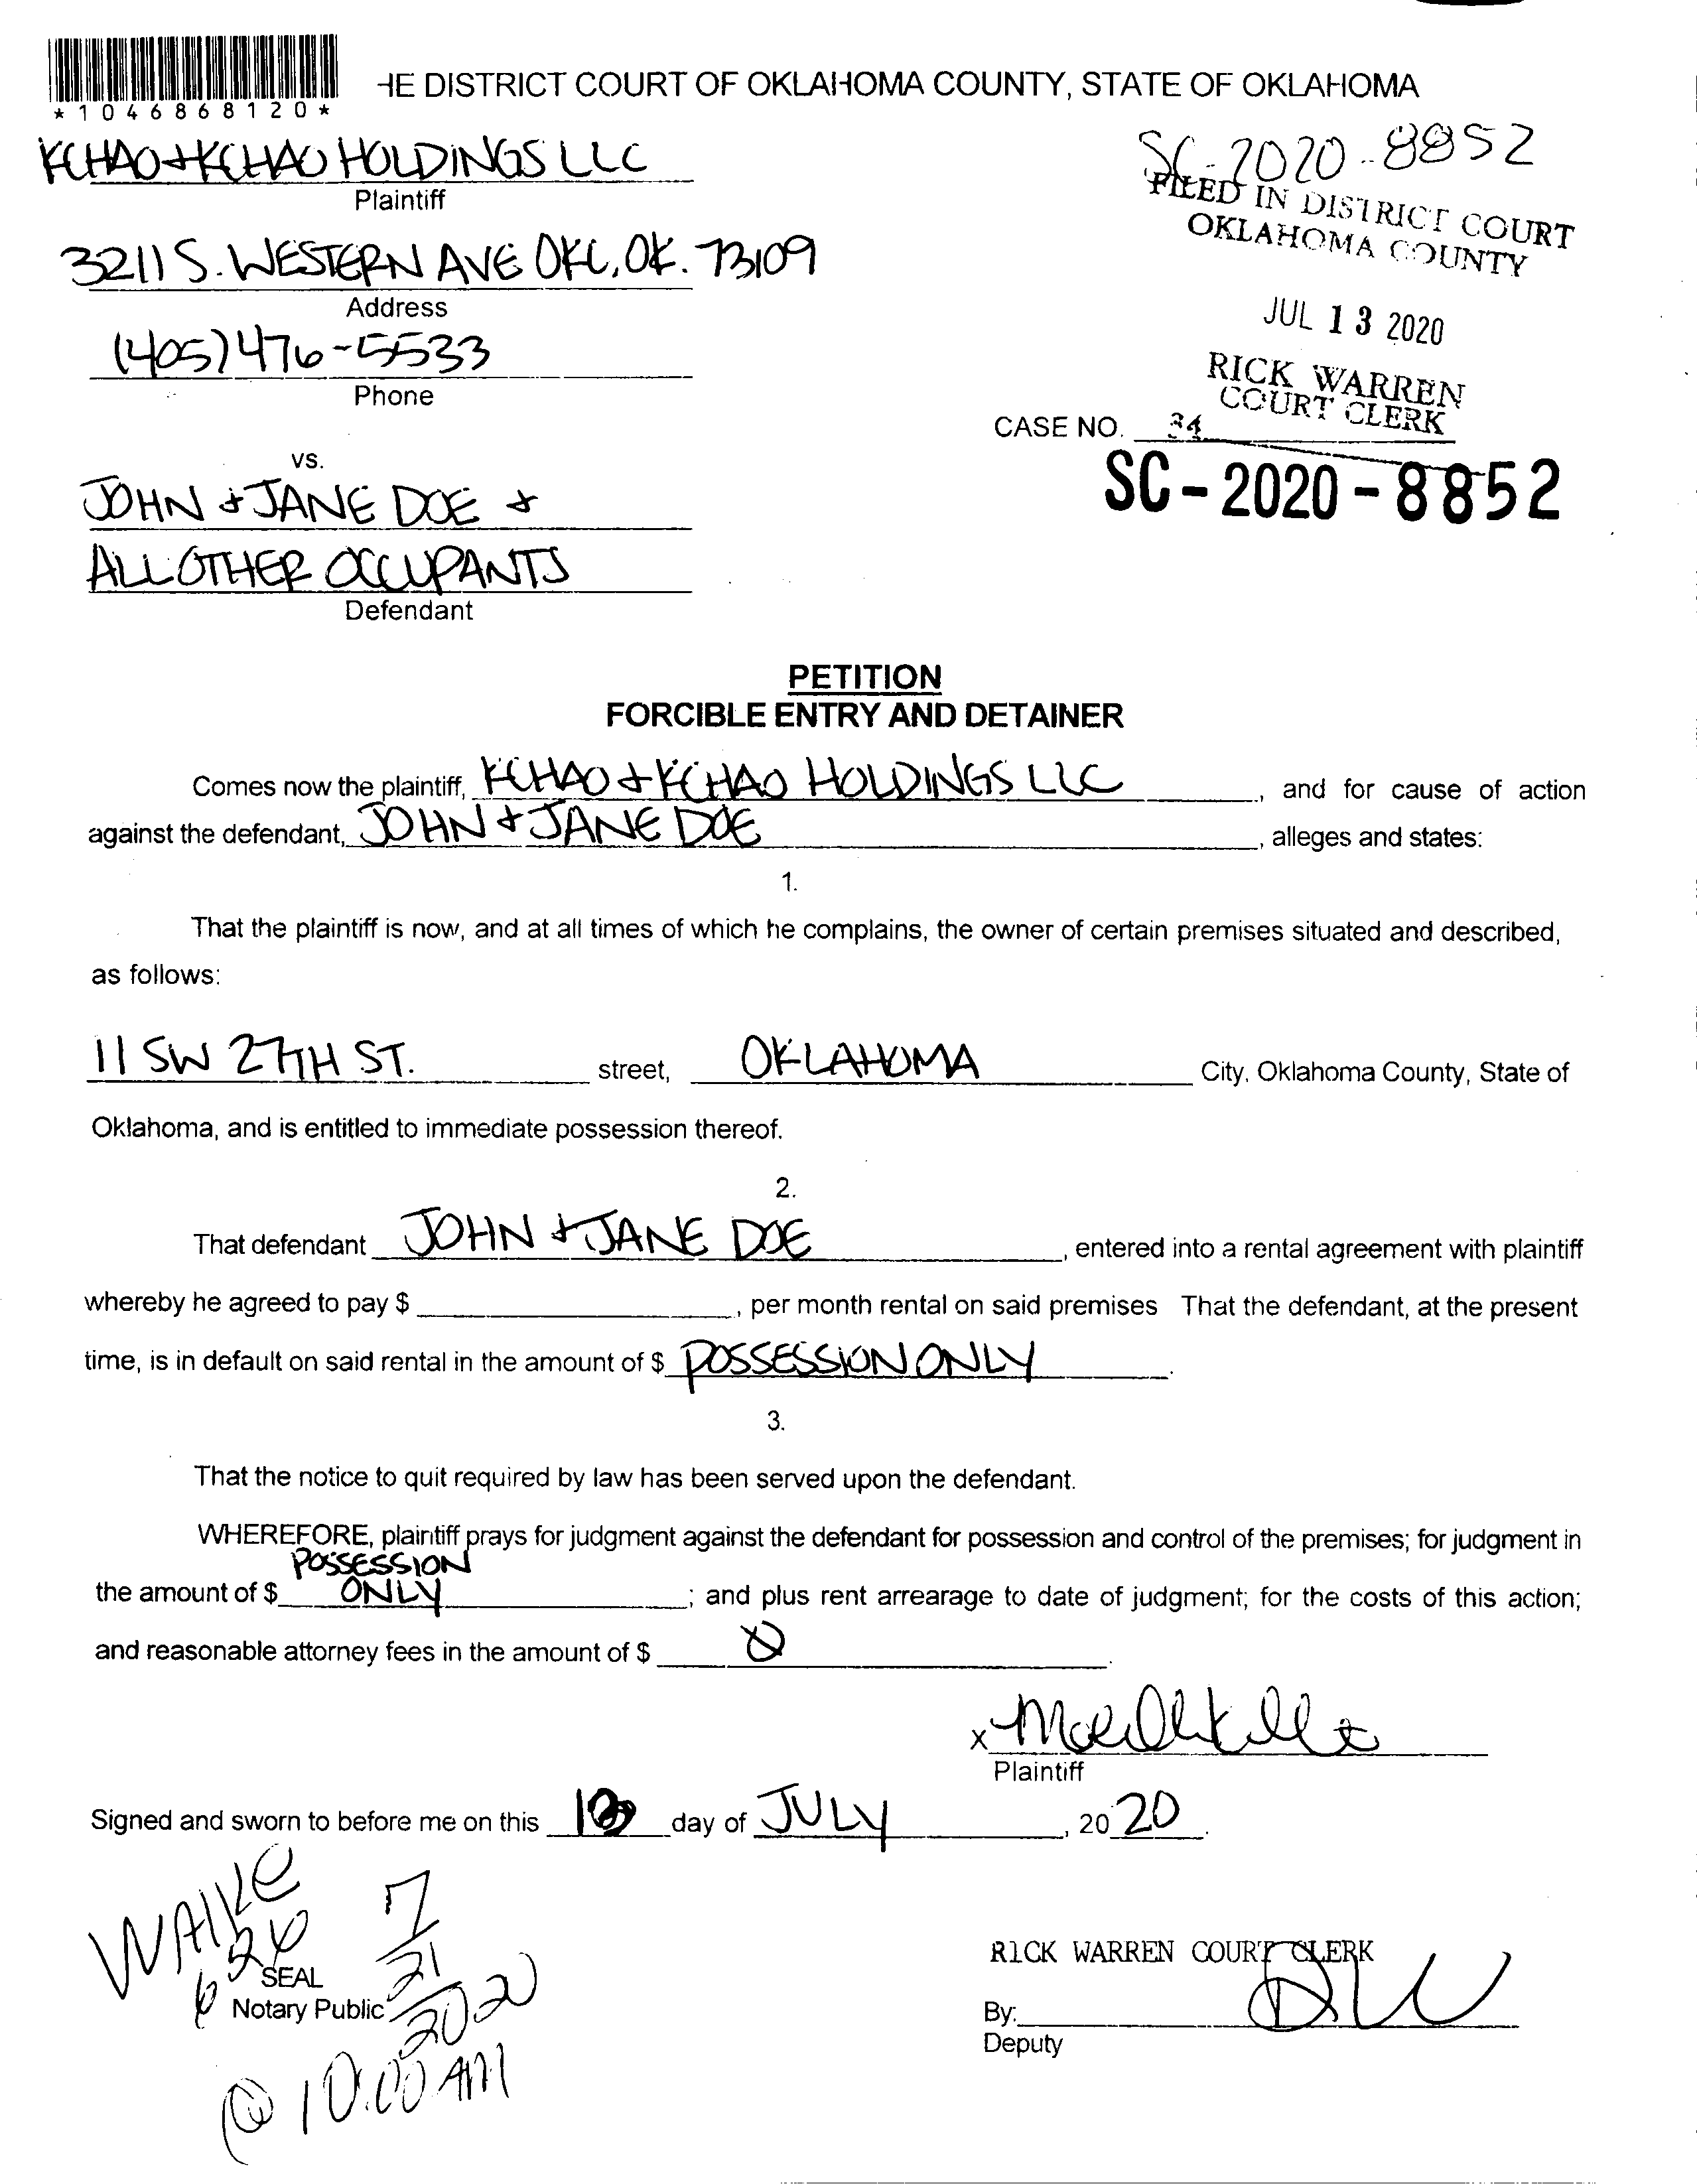 *1046868120*
HE DISTRICT COURT OF OKLAHOMA COUNTY, STATE OF OKLAHOMA
KCHAO + KCHAO HOLDINGS LLC
Plaintiff
SC-2020-8852
FILED IN DISTRICT COURT
OKLAHOMA COUNTY
3211 S. WESTERN AVE OKC, OK. 73109
Address
JUL 13 2020
(405) 476-5533
Phone
RICK WARREN
COURT CLERK
CASE NO. 34
vs.
SC-2020-8852
JOHN + JANE DOE +
ALL OTHER OCCUPANTS
Defendant
PETITION
FORCIBLE ENTRY AND DETAINER
Comes now the plaintiff, KCHAO + KCHAO HOLDINGS LLC, and for cause of action
against the defendant, JOHN + JANE DOE, alleges and states:
1.
That the plaintiff is now, and at all times of which he complains, the owner of certain premises situated and described,
as follows:
11 SW 27TH ST. street, OKLAHOMA City, Oklahoma County, State of
Oklahoma, and is entitled to immediate possession thereof.
2.
That defendant JOHN + JANE DOE, entered into a rental agreement with plaintiff
whereby he agreed to pay $ , per month rental on said premises That the defendant, at the present
time, is in default on said rental in the amount of $ POSSESSION ONLY.
3.
That the notice to quit required by law has been served upon the defendant.
WHEREFORE, plaintiff prays for judgment against the defendant for possession and control of the premises; for judgment in
POSSESSION
the amount of $ ONLY ; and plus rent arrearage to date of judgment; for the costs of this action;
and reasonable attorney fees in the amount of $ 0.
x
Plaintiff
Signed and sworn to before me on this 13 day of JULY, 2020.
WAIVE
7/21/2020
SEAL
Notary Public
@ 10:00 AM
RICK WARREN COURT CLERK
By:
Deputy